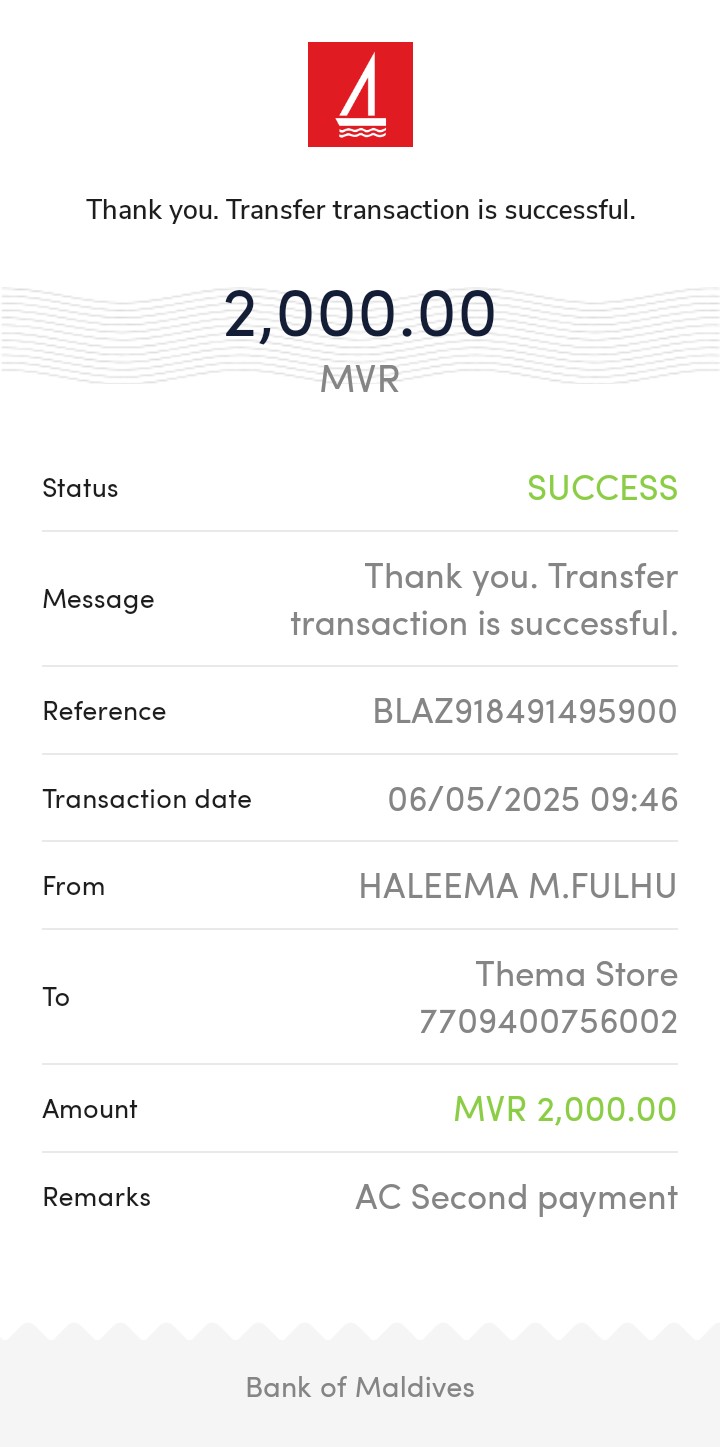 Thank you. Transfer transaction is successful.
2,000.00
MVR
Status
SUCCESS
Message
Thank you. Transfer
transaction is successful.
Reference
BLAZ918491495900
Transaction date
06/05/2025 09:46
From
HALEEMA M.FULHU
To
Thema Store
7709400756002
Amount
MVR 2,000.00
Remarks
AC Second payment
Bank of Maldives